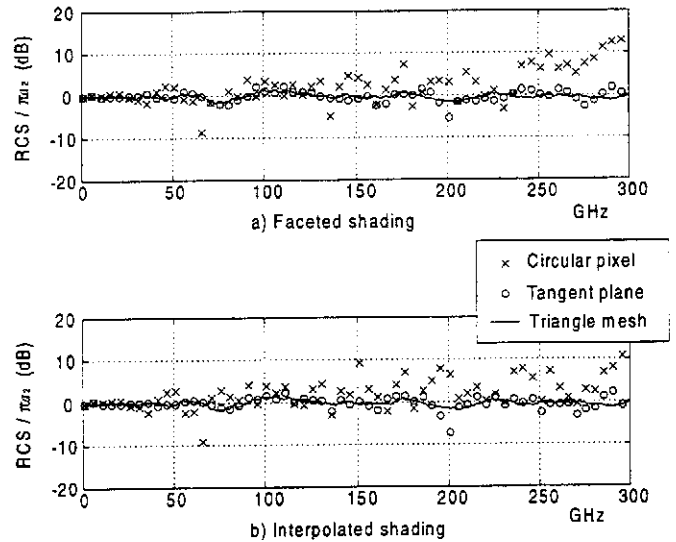 RCS / πa₂ (dB)
20
10
0
-10
-20
0
50
100
150
200
250
300
a) Faceted shading
GHz
× Circular pixel
○ Tangent plane
Triangle mesh
RCS / πa₂ (dB)
20
10
0
-10
-20
0
50
100
150
200
250
300
b) Interpolated shading
GHz